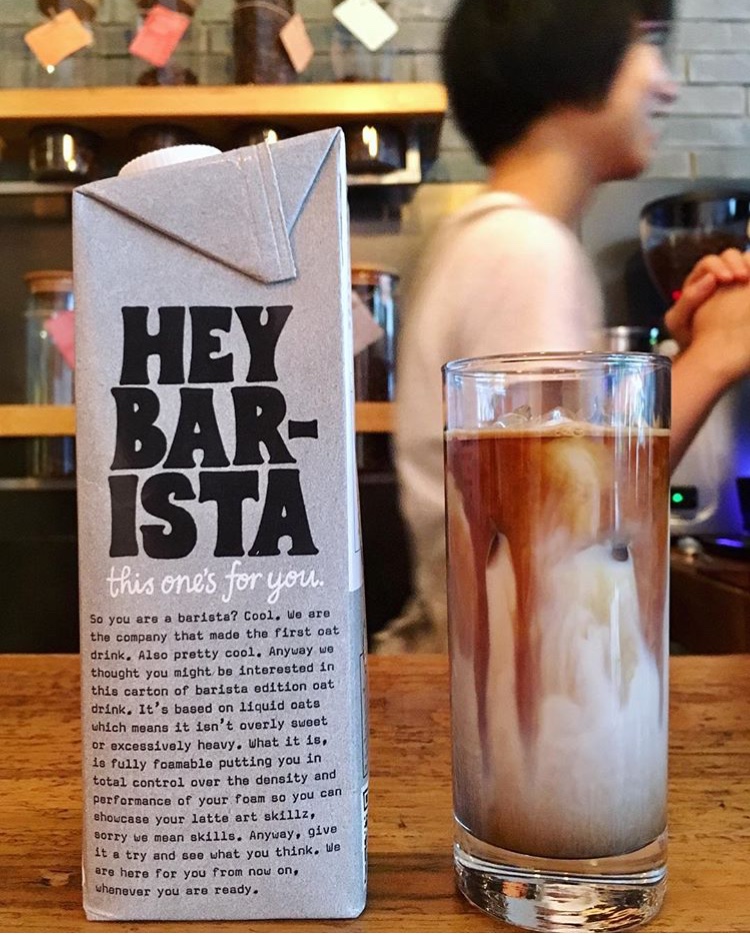 HEY
BAR-
ISTA
this one's for you.
So you are a barista? Cool. We are
the company that made the first oat
drink. Also pretty cool. Anyway we
thought you might be interested in
this carton of barista edition oat
drink. It's based on liquid oats
which means it isn't overly sweet
or excessively heavy. What it is,
is fully foamable putting you in
total control over the density and
performance of your foam so you can
showcase your latte art skillz,
sorry we mean skills. Anyway, give
it a try and see what you think. We
are here for you from now on,
whenever you are ready.